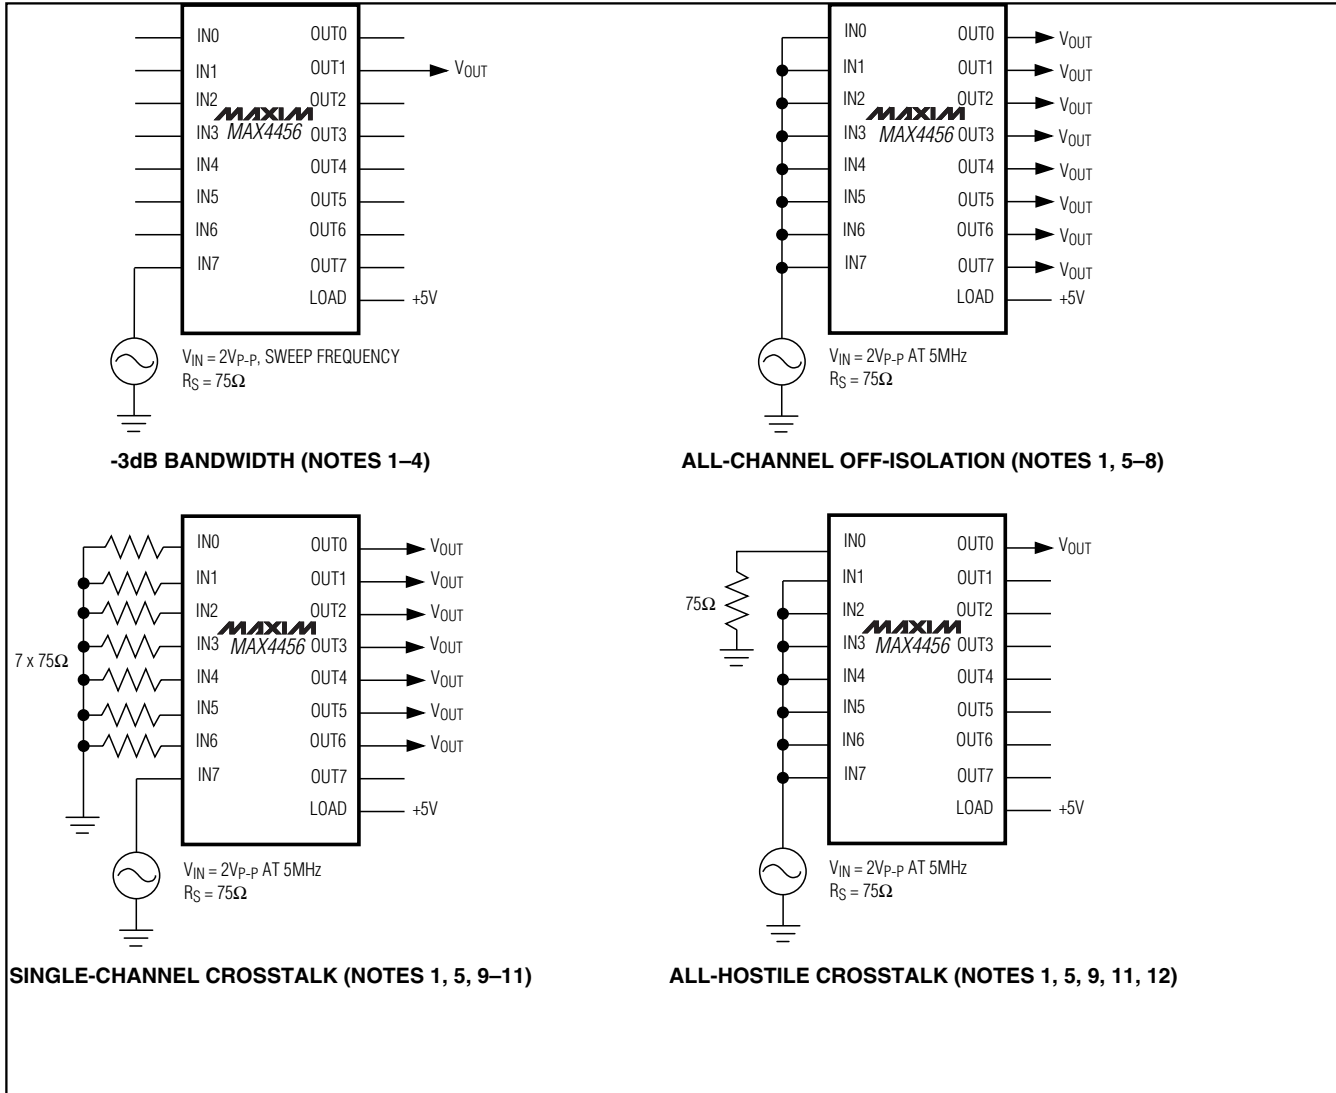 IN0 OUT0
IN1 OUT1 VOUT
IN2 OUT2
MAXIM
IN3 MAX4456 OUT3
IN4 OUT4
IN5 OUT5
IN6 OUT6
IN7 OUT7
LOAD +5V
VIN = 2VP-P, SWEEP FREQUENCY
RS = 75Ω
-3dB BANDWIDTH (NOTES 1–4)
IN0 OUT0 VOUT
IN1 OUT1 VOUT
IN2 OUT2 VOUT
MAXIM
IN3 MAX4456 OUT3 VOUT
IN4 OUT4 VOUT
IN5 OUT5 VOUT
IN6 OUT6 VOUT
IN7 OUT7 VOUT
LOAD +5V
VIN = 2VP-P AT 5MHz
RS = 75Ω
ALL-CHANNEL OFF-ISOLATION (NOTES 1, 5–8)
IN0 OUT0 VOUT
IN1 OUT1 VOUT
IN2 OUT2 VOUT
MAXIM
IN3 MAX4456 OUT3 VOUT
7 x 75Ω
IN4 OUT4 VOUT
IN5 OUT5 VOUT
IN6 OUT6 VOUT
IN7 OUT7
LOAD +5V
VIN = 2VP-P AT 5MHz
RS = 75Ω
SINGLE-CHANNEL CROSSTALK (NOTES 1, 5, 9–11)
IN0 OUT0 VOUT
IN1 OUT1
75Ω
IN2 OUT2
MAXIM
IN3 MAX4456 OUT3
IN4 OUT4
IN5 OUT5
IN6 OUT6
IN7 OUT7
LOAD +5V
VIN = 2VP-P AT 5MHz
RS = 75Ω
ALL-HOSTILE CROSSTALK (NOTES 1, 5, 9, 11, 12)